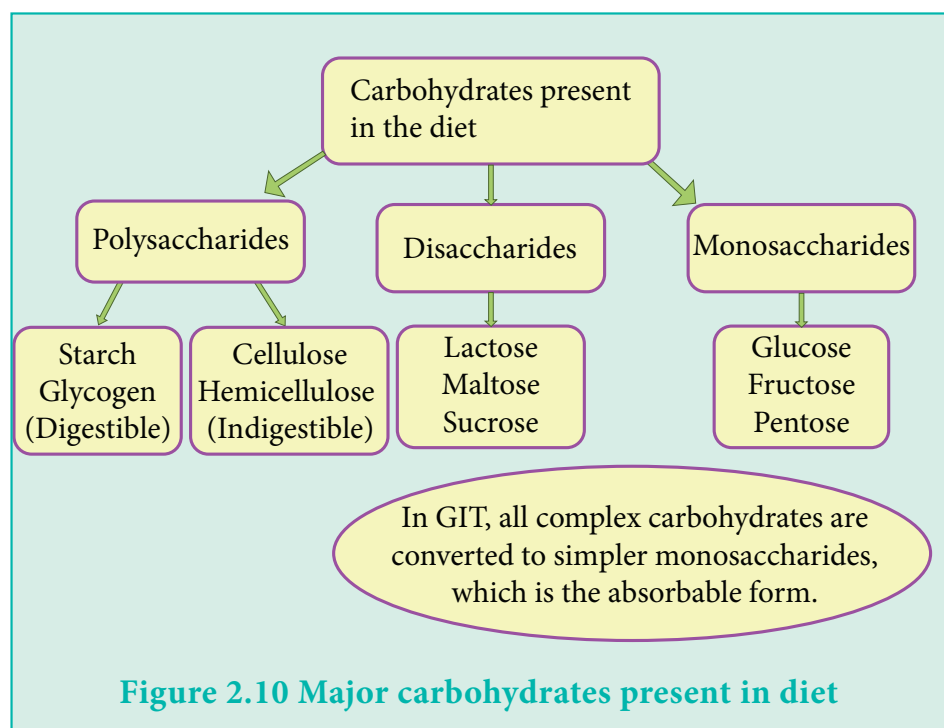 Carbohydrates present
in the diet
Polysaccharides
Disaccharides
Monosaccharides
Starch
Glycogen
(Digestible)
Cellulose
Hemicellulose
(Indigestible)
Lactose
Maltose
Sucrose
Glucose
Fructose
Pentose
In GIT, all complex carbohydrates are
converted to simpler monosaccharides,
which is the absorbable form.
Figure 2.10 Major carbohydrates present in diet